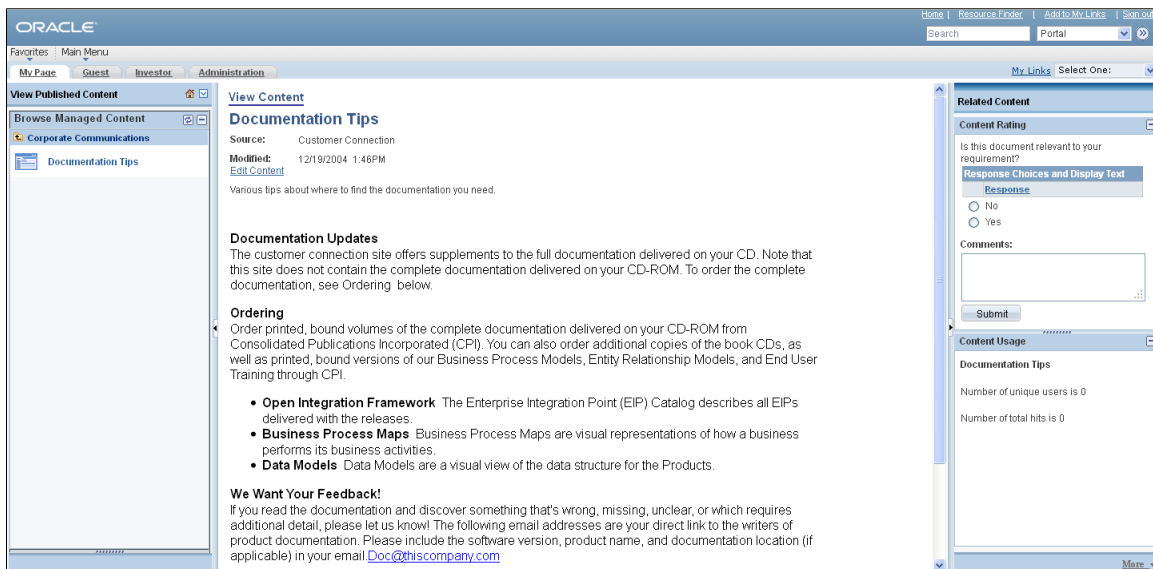 Home | Resource Finder | Add to My Links | Sign out
ORACLE
Search Portal
Favorites Main Menu
My Page Guest Investor Administration
My Links Select One:
View Published Content
Browse Managed Content
Corporate Communications
Documentation Tips
View Content
Documentation Tips
Source: Customer Connection
Modified: 12/19/2004 1:46PM
Edit Content
Various tips about where to find the documentation you need.
Documentation Updates
The customer connection site offers supplements to the full documentation delivered on your CD. Note that
this site does not contain the complete documentation delivered on your CD-ROM. To order the complete
documentation, see Ordering below.
Ordering
Order printed, bound volumes of the complete documentation delivered on your CD-ROM from
Consolidated Publications Incorporated (CPI). You can also order additional copies of the book CDs, as
well as printed, bound versions of our Business Process Models, Entity Relationship Models, and End User
Training through CPI.
• Open Integration Framework The Enterprise Integration Point (EIP) Catalog describes all EIPs
delivered with the releases.
• Business Process Maps Business Process Maps are visual representations of how a business
performs its business activities.
• Data Models Data Models are a visual view of the data structure for the Products.
We Want Your Feedback!
If you read the documentation and discover something that's wrong, missing, unclear, or which requires
additional detail, please let us know! The following email addresses are your direct link to the writers of
product documentation. Please include the software version, product name, and documentation location (if
applicable) in your email.Doc@thiscompany.com
Related Content
Content Rating
Is this document relevant to your
requirement?
Response Choices and Display Text
Response
No
Yes
Comments:
Submit
Content Usage
Documentation Tips
Number of unique users is 0
Number of total hits is 0
More